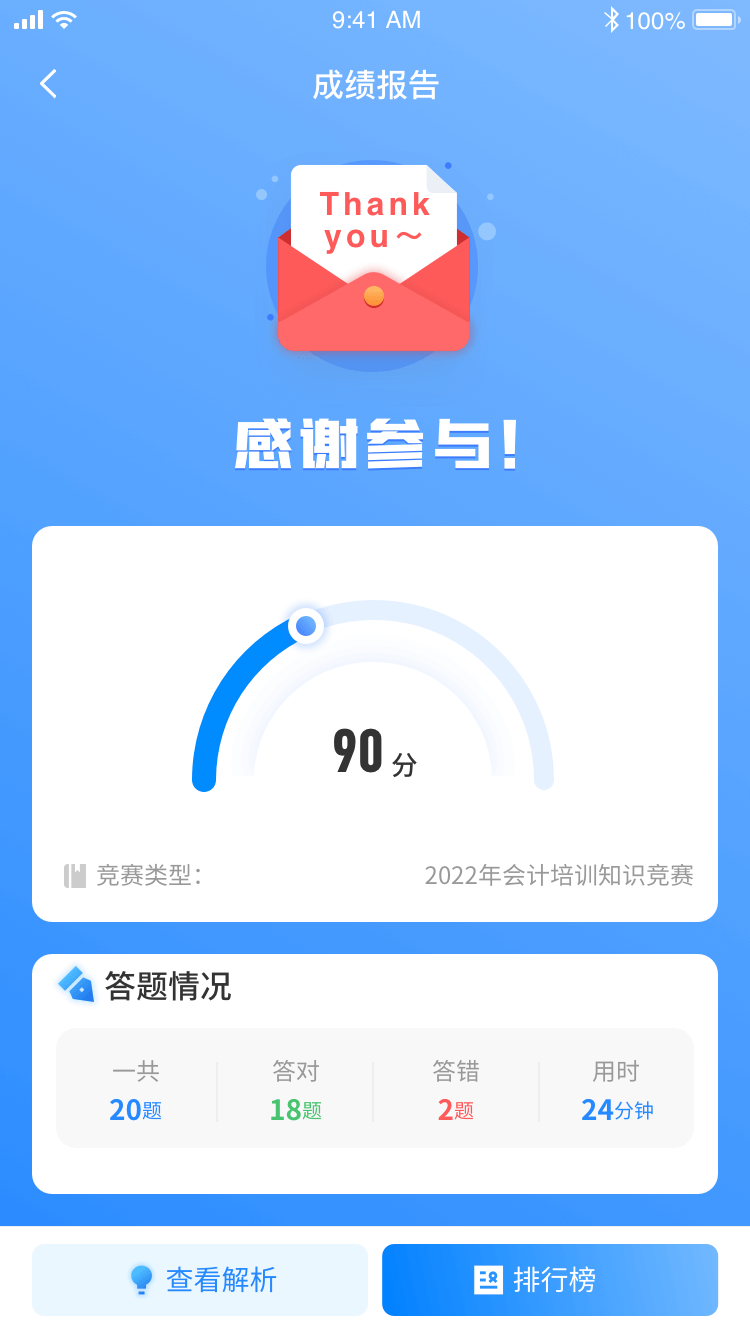 9:41 AM
100%
成绩报告
Thank
you～
感谢参与!
90 分
竞赛类型：
2022年会计培训知识竞赛
答题情况
一共 答对 答错 用时
20题 18题 2题 24分钟
查看解析
排行榜